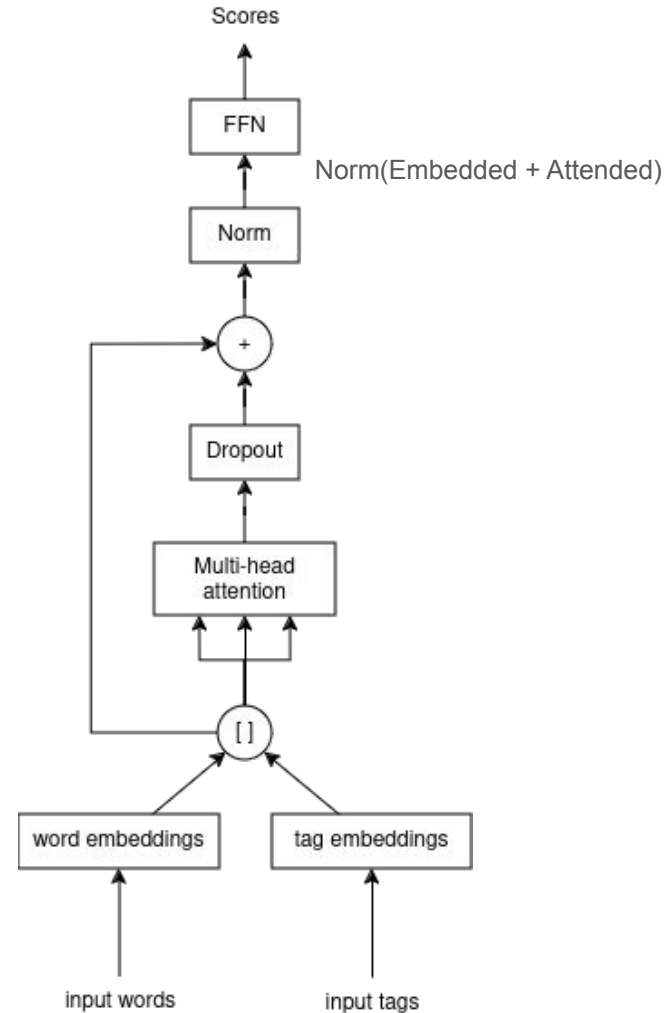 Scores
FFN
Norm(Embedded + Attended)
Norm
+
Dropout
Multi-head
attention
[ ]
word embeddings
tag embeddings
input words
input tags